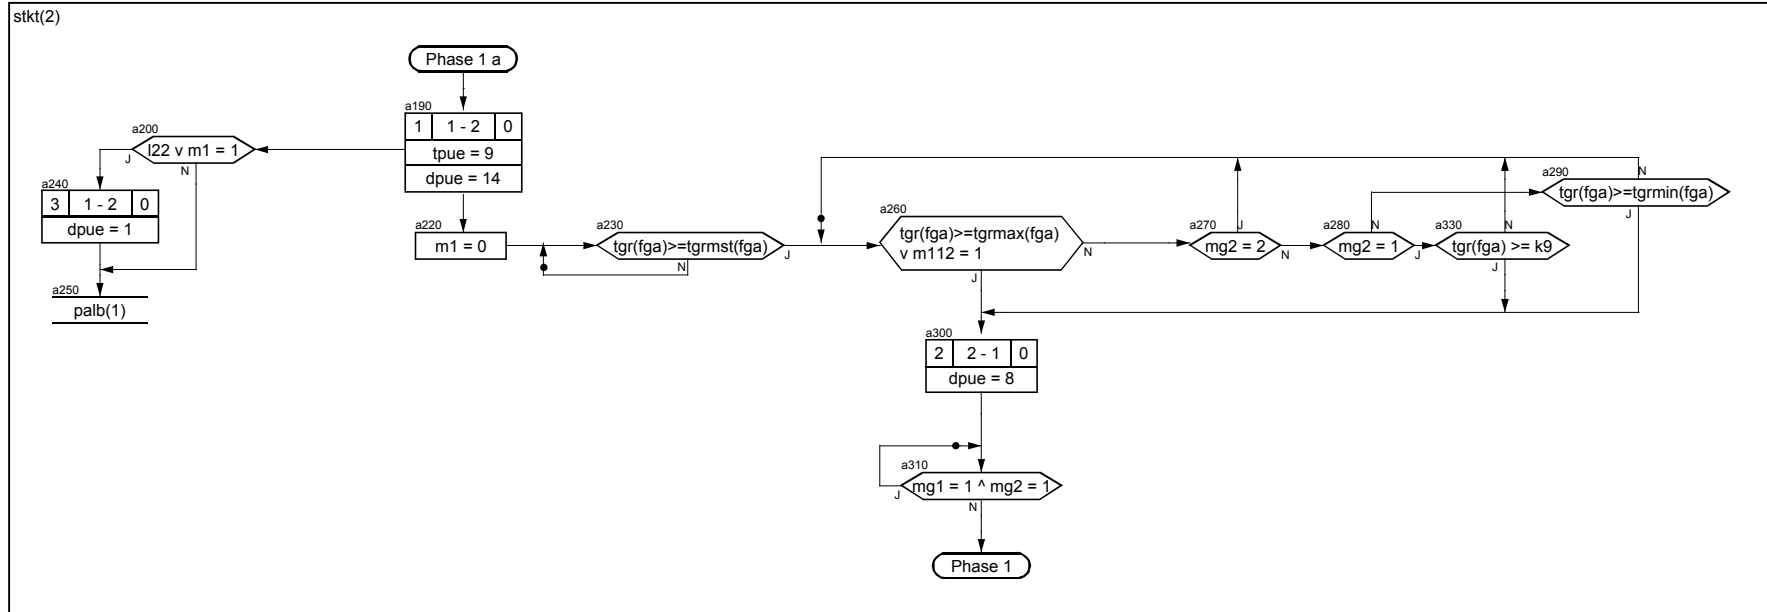 stkt(2)
Phase 1 a
a190
1 1 - 2 0
tpue = 9
dpue = 14
a200
l22 v m1 = 1
J
N
a240
3 1 - 2 0
dpue = 1
a250
palb(1)
a220
m1 = 0
a230
tgr(fga)>=tgrmst(fga)
N
J
a260
tgr(fga)>=tgrmax(fga)
v m112 = 1
N
J
a270
mg2 = 2
J
N
a280
mg2 = 1
N
J
a330
tgr(fga) >= k9
N
J
a290
tgr(fga)>=tgrmin(fga)
N
J
a300
2 2 - 1 0
dpue = 8
a310
mg1 = 1 ^ mg2 = 1
J
N
Phase 1